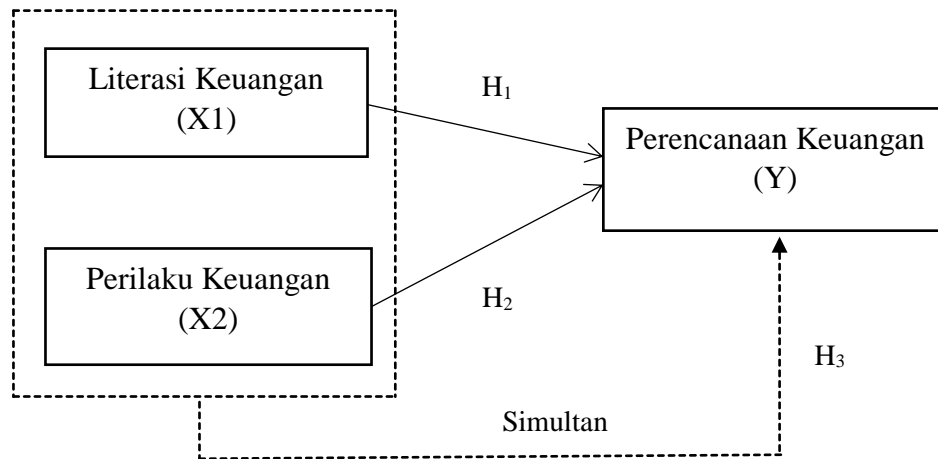 Literasi Keuangan
(X1)
H₁
Perencanaan Keuangan
(Y)
Perilaku Keuangan
(X2)
H₂
H₃
Simultan